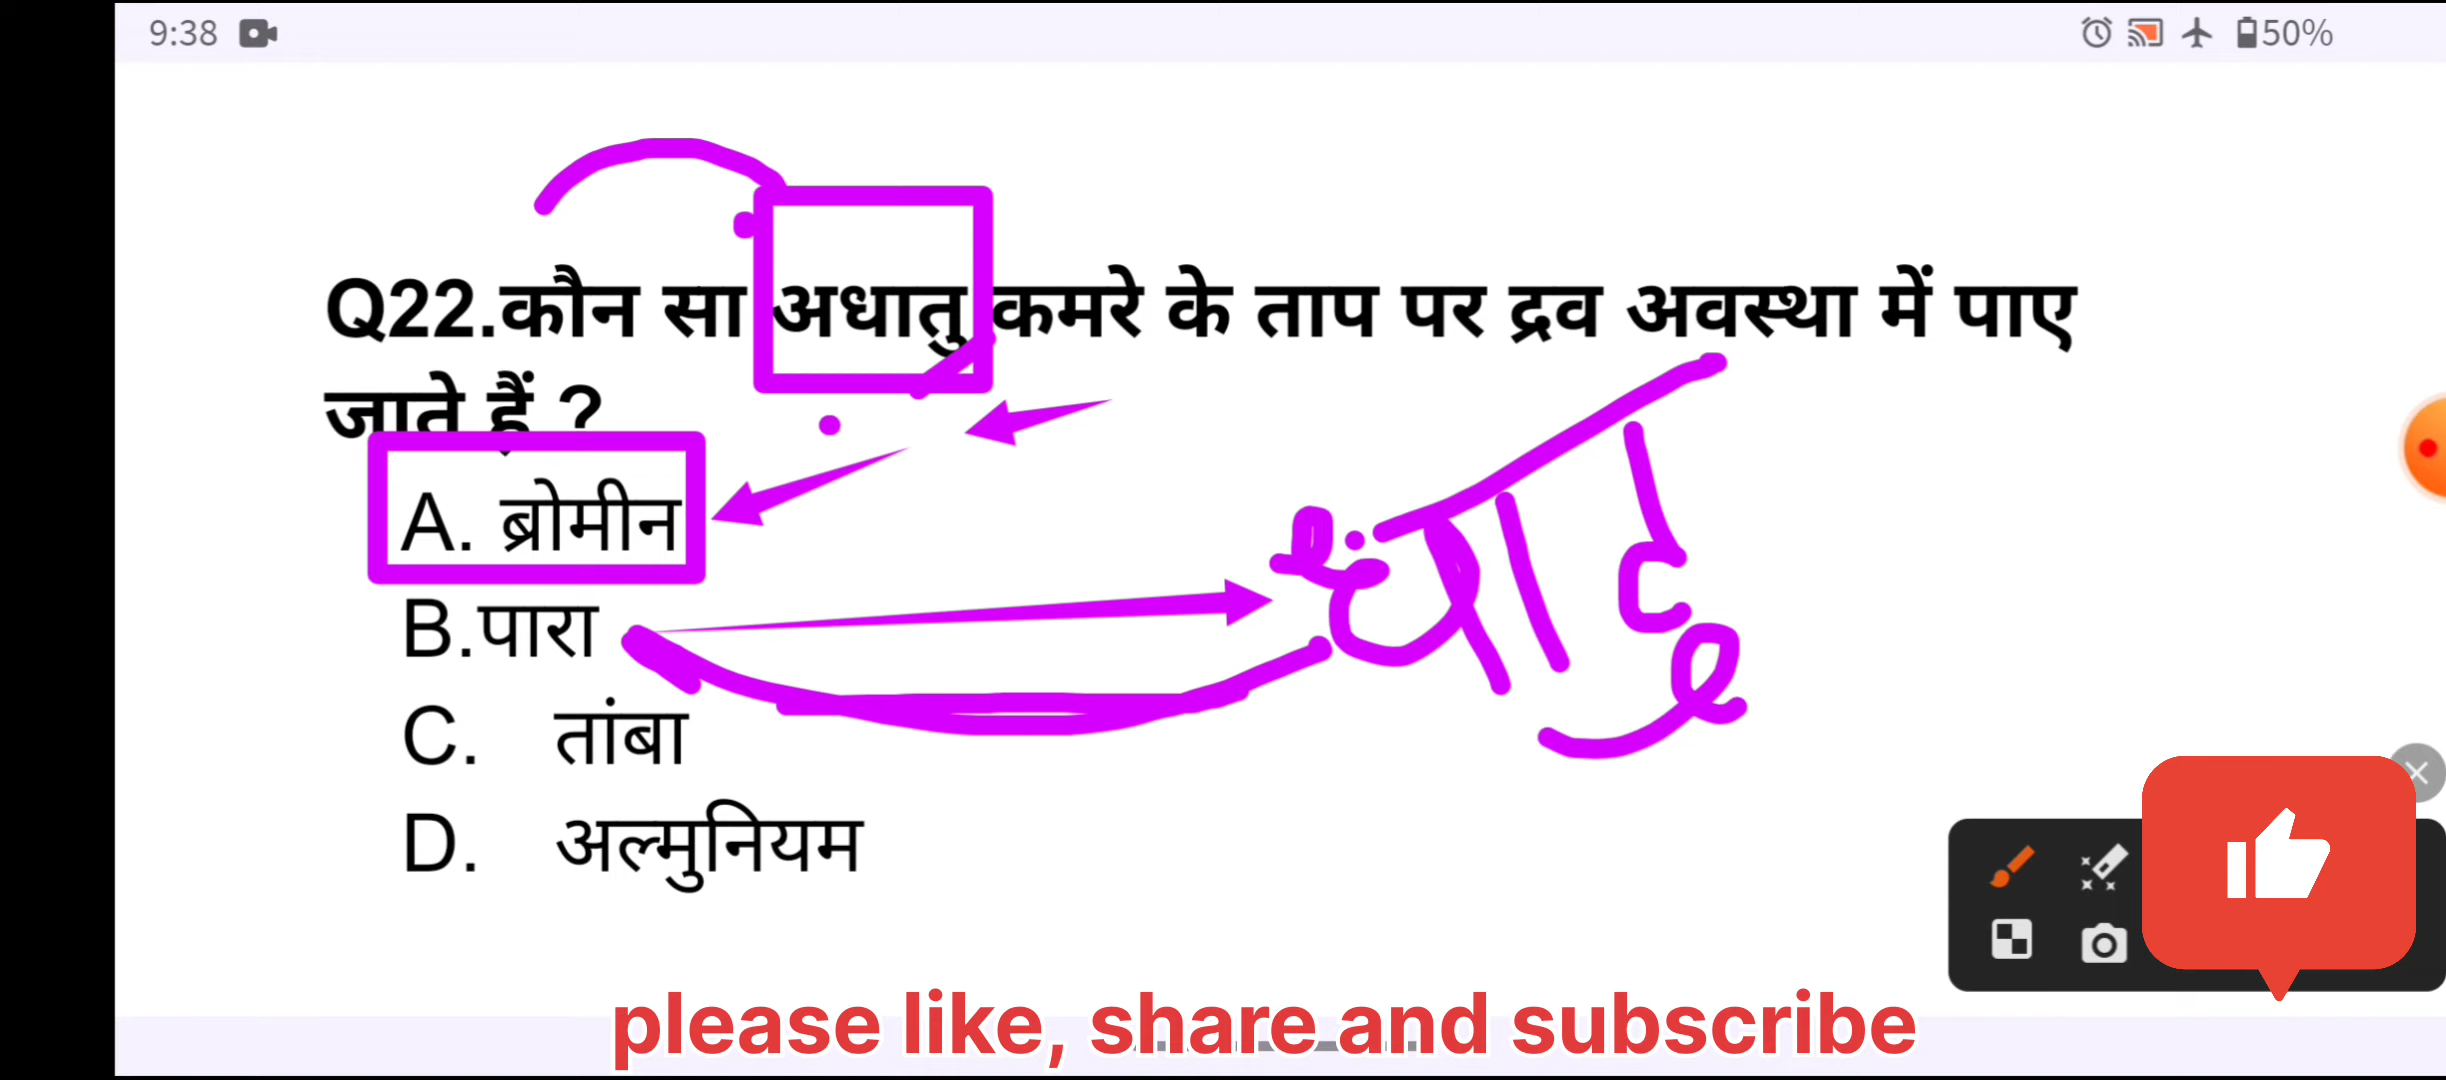 9:38 50%
Q22.कौन सा अधातु कमरे के ताप पर द्रव अवस्था में पाए
जाते हैं ?
A. ब्रोमीन
B.पारा
C. तांबा
D. अल्मुनियम
धातु
please like, share and subscribe